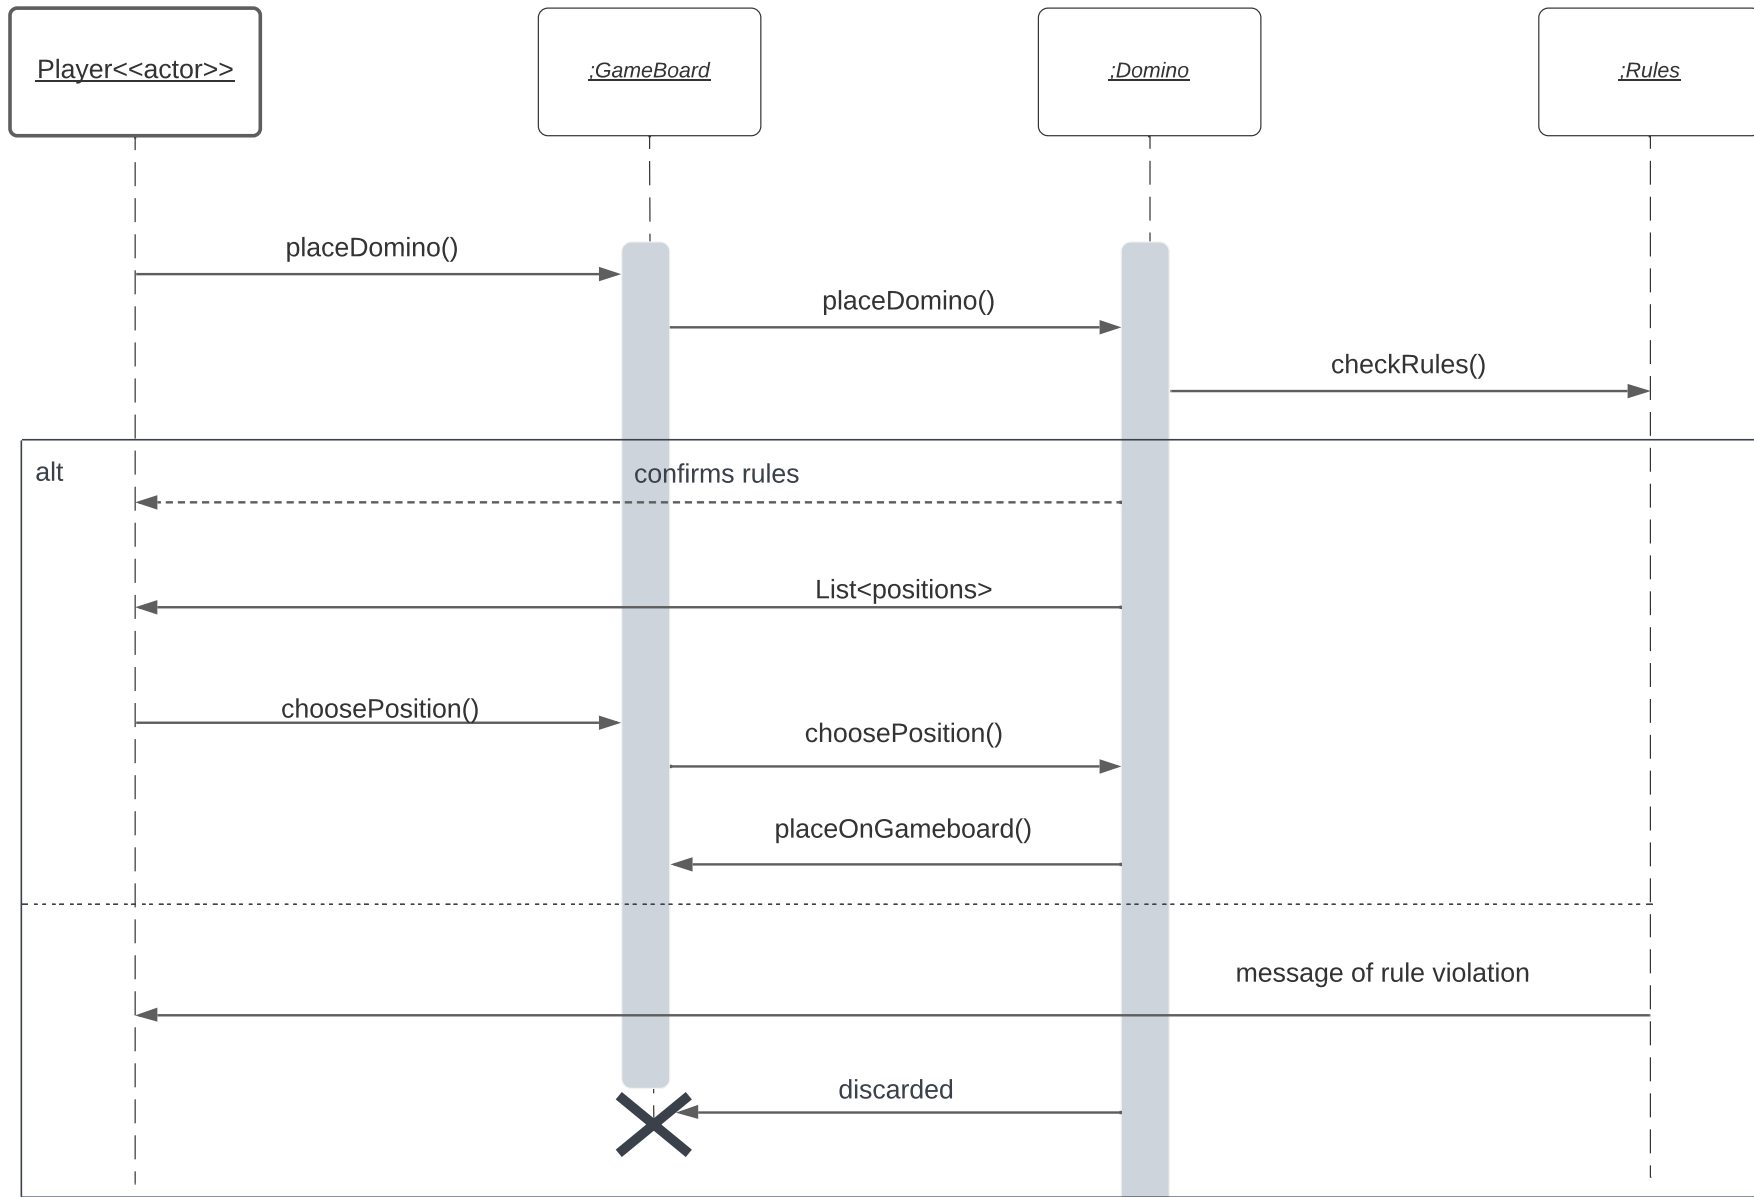 Player<<actor>>
;GameBoard
;Domino
;Rules
placeDomino()
placeDomino()
checkRules()
alt
confirms rules
List<positions>
choosePosition()
choosePosition()
placeOnGameboard()
message of rule violation
discarded